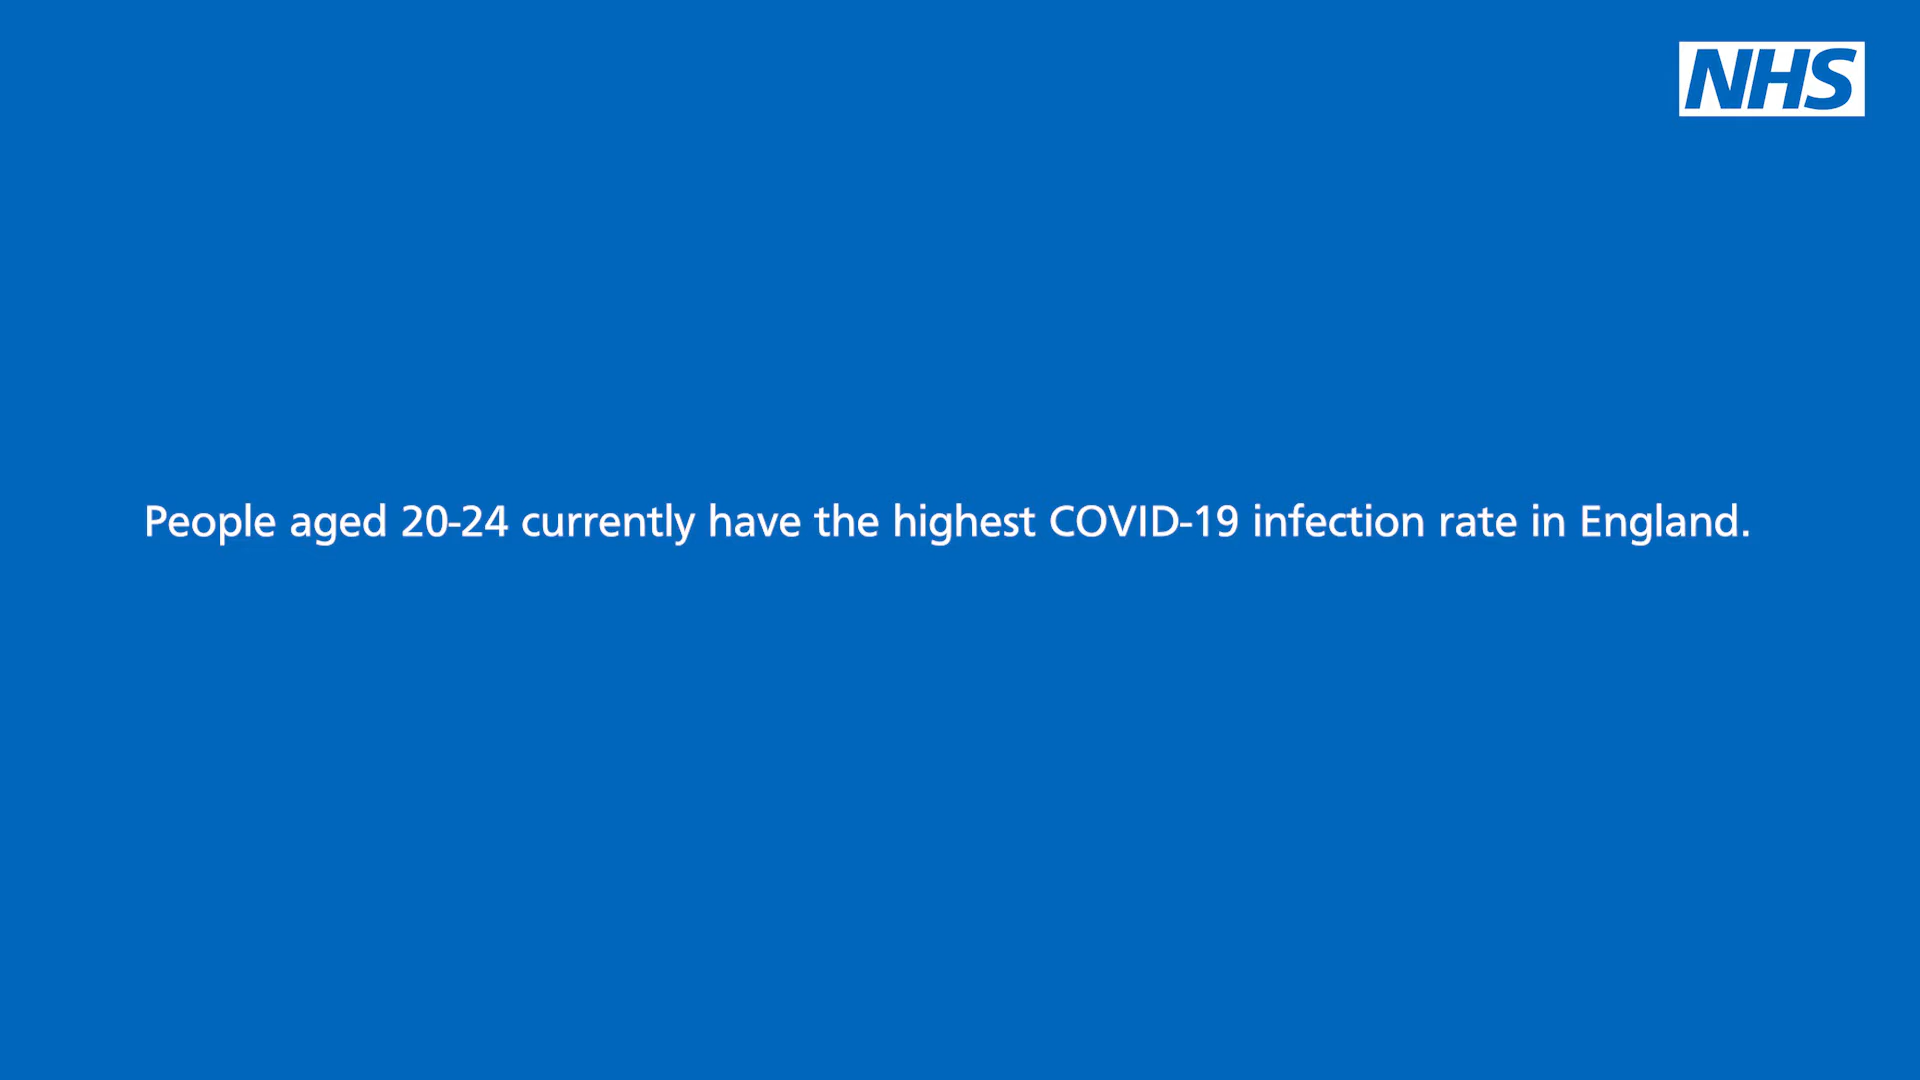 NHS
People aged 20-24 currently have the highest COVID-19 infection rate in England.